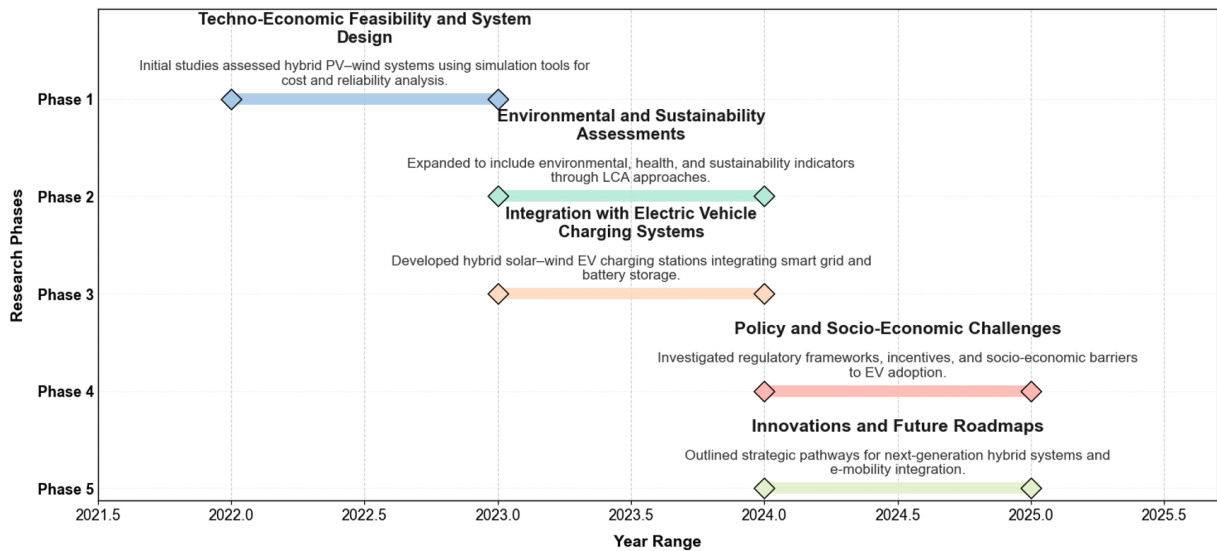 Techno-Economic Feasibility and System
Design
Initial studies assessed hybrid PV–wind systems using simulation tools for
cost and reliability analysis.
Phase 1
Environmental and Sustainability
Assessments
Expanded to include environmental, health, and sustainability indicators
through LCA approaches.
Phase 2
Integration with Electric Vehicle
Charging Systems
Developed hybrid solar–wind EV charging stations integrating smart grid and
battery storage.
Phase 3
Policy and Socio-Economic Challenges
Investigated regulatory frameworks, incentives, and socio-economic barriers
to EV adoption.
Phase 4
Innovations and Future Roadmaps
Outlined strategic pathways for next-generation hybrid systems and
e-mobility integration.
Phase 5
Research Phases
2021.5 2022.0 2022.5 2023.0 2023.5 2024.0 2024.5 2025.0 2025.5
Year Range